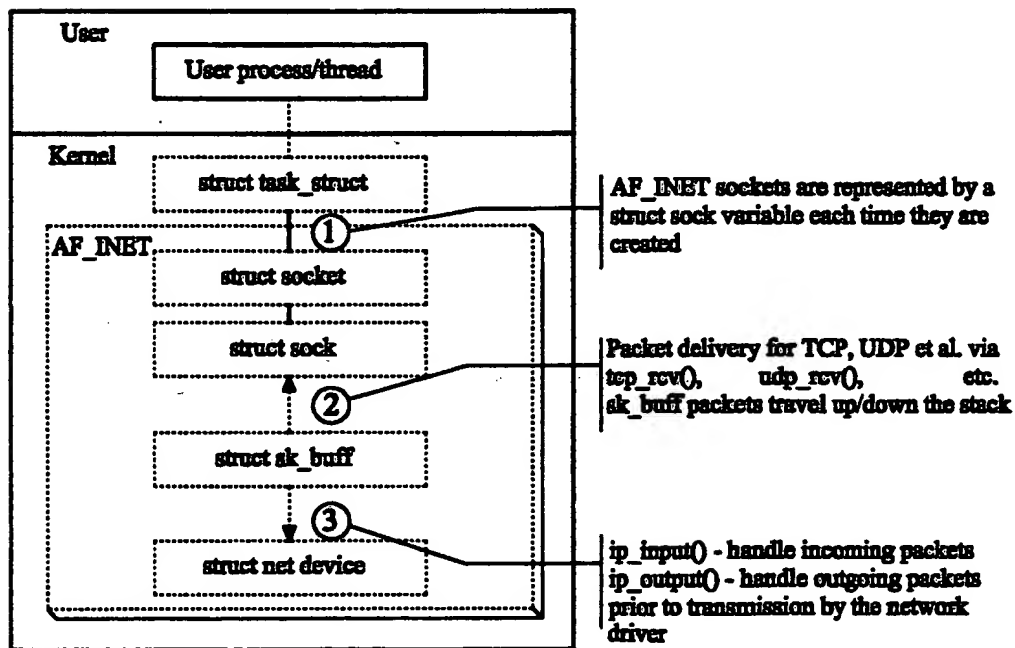 User
User process/thread
Kernel
struct task_struct
1
AF_INET sockets are represented by a
struct sock variable each time they are
created
AF_INET
struct socket
struct sock
Packet delivery for TCP, UDP et al. via
tcp_rcv(), udp_rcv(), etc.
sk_buff packets travel up/down the stack
2
struct sk_buff
3
struct net device
ip_input() - handle incoming packets
ip_output() - handle outgoing packets
prior to transmission by the network
driver